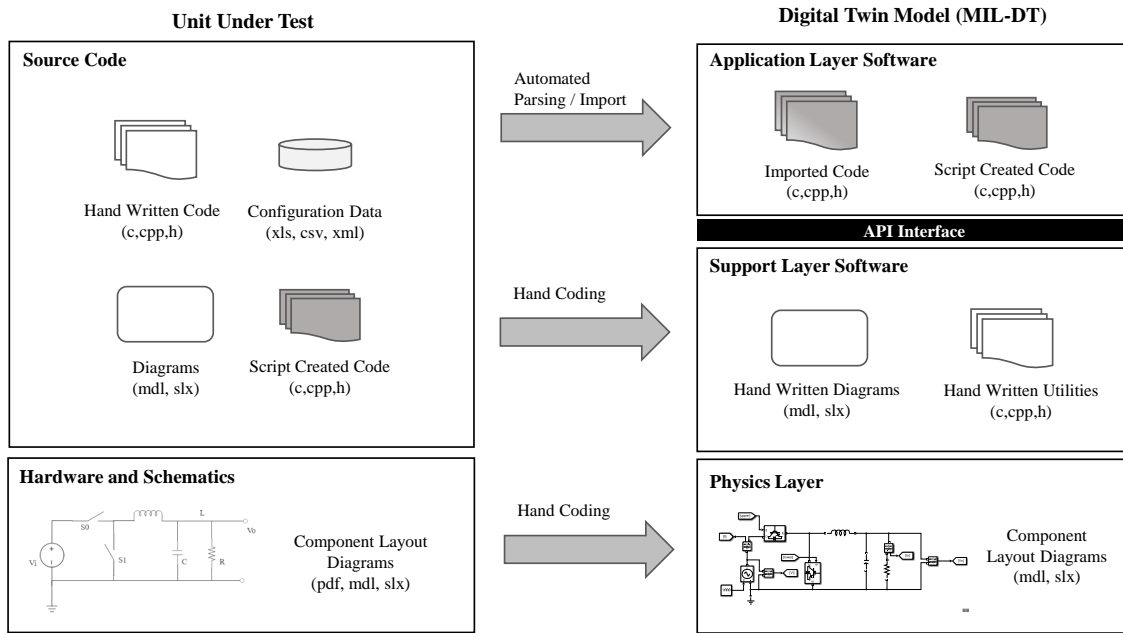 Unit Under Test
Digital Twin Model (MIL-DT)
Source Code
Hand Written Code
(c,cpp,h)
Configuration Data
(xls, csv, xml)
Diagrams
(mdl, slx)
Script Created Code
(c,cpp,h)
Automated
Parsing / Import
Application Layer Software
Imported Code
(c,cpp,h)
Script Created Code
(c,cpp,h)
API Interface
Hand Coding
Support Layer Software
Hand Written Diagrams
(mdl, slx)
Hand Written Utilities
(c,cpp,h)
Hardware and Schematics
S0
L
Vo
Vi
S1
C
R
Component Layout
Diagrams
(pdf, mdl, slx)
Hand Coding
Physics Layer
Component
Layout Diagrams
(mdl, slx)